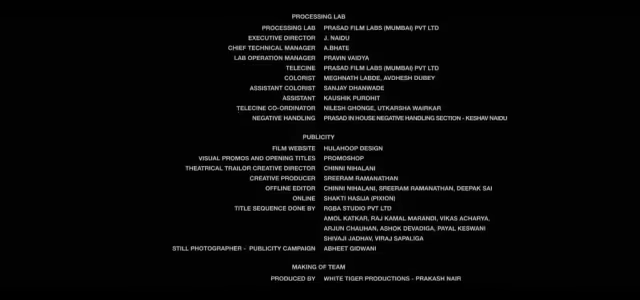 PROCESSING LAB
PROCESSING LAB PRASAD FILM LABS (MUMBAI) PVT LTD
EXECUTIVE DIRECTOR J. NAIDU
CHIEF TECHNICAL MANAGER A.BHATE
LAB OPERATION MANAGER PRAVIN VAIDYA
TELECINE PRASAD FILM LABS (MUMBAI) PVT LTD
COLORIST MEGHNATH LABDE, AVDHESH DUBEY
ASSISTANT COLORIST SANJAY DHANWADE
ASSISTANT KAUSHIK PUROHIT
TELECINE CO-ORDINATOR NILESH GHONGE, UTKARSHA WAIRKAR
NEGATIVE HANDLING PRASAD IN HOUSE NEGATIVE HANDLING SECTION - KESHAV NAIDU
PUBLICITY
FILM WEBSITE HULAHOOP DESIGN
VISUAL PROMOS AND OPENING TITLES PROMOSHOP
THEATRICAL TRAILOR CREATIVE DIRECTOR CHINNI NIHALANI
CREATIVE PRODUCER SREERAM RAMANATHAN
OFFLINE EDITOR CHINNI NIHALANI, SREERAM RAMANATHAN, DEEPAK SAI
ONLINE SHAKTI HASIJA (PIXION)
TITLE SEQUENCE DONE BY RGBA STUDIO PVT LTD
AMOL KATKAR, RAJ KAMAL MARANDI, VIKAS ACHARYA,
ARJUN CHAUHAN, ASHOK DEVADIGA, PAYAL KESWANI
SHIVAJI JADHAV, VIRAJ SAPALIGA
STILL PHOTOGRAPHER - PUBLICITY CAMPAIGN ABHEET GIDWANI
MAKING OF TEAM
PRODUCED BY WHITE TIGER PRODUCTIONS - PRAKASH NAIR